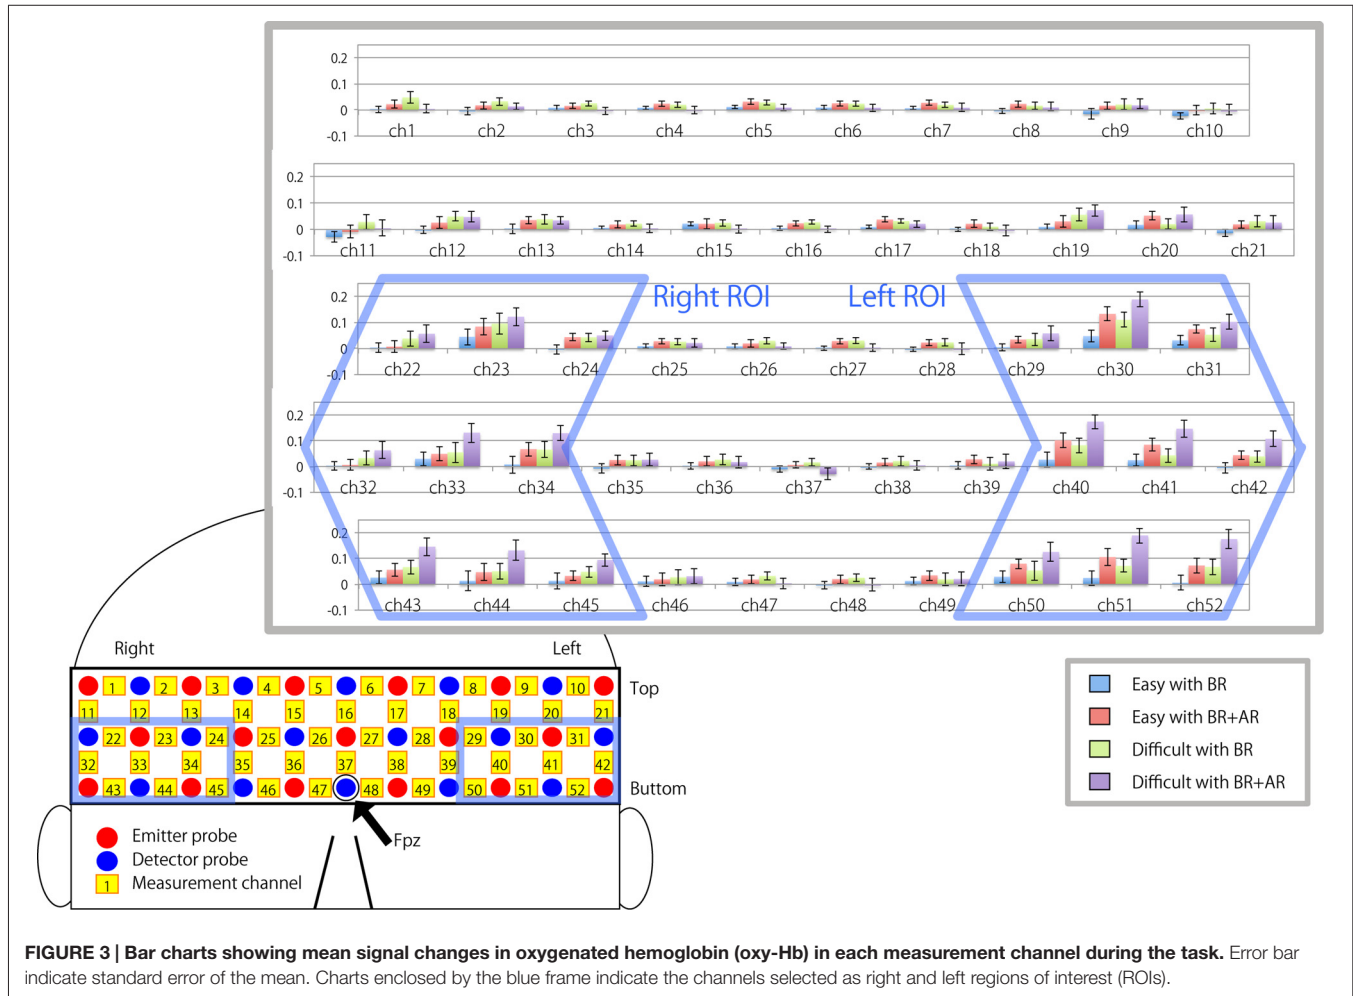 0.2
0.1
0
-0.1
ch1 ch2 ch3 ch4 ch5 ch6 ch7 ch8 ch9 ch10
0.2
0.1
0
-0.1
ch11 ch12 ch13 ch14 ch15 ch16 ch17 ch18 ch19 ch20 ch21
Right ROI Left ROI
0.2
0.1
0
-0.1
ch22 ch23 ch24 ch25 ch26 ch27 ch28 ch29 ch30 ch31
0.2
0.1
0
-0.1
ch32 ch33 ch34 ch35 ch36 ch37 ch38 ch39 ch40 ch41 ch42
0.2
0.1
0
-0.1
ch43 ch44 ch45 ch46 ch47 ch48 ch49 ch50 ch51 ch52
Right Left
1 2 3 4 5 6 7 8 9 10 Top
11 12 13 14 15 16 17 18 19 20 21
22 23 24 25 26 27 28 29 30 31
32 33 34 35 36 37 38 39 40 41 42
43 44 45 46 47 48 49 50 51 52 Buttom
Fpz
Emitter probe
Detector probe
1 Measurement channel
Easy with BR
Easy with BR+AR
Difficult with BR
Difficult with BR+AR
FIGURE 3 | Bar charts showing mean signal changes in oxygenated hemoglobin (oxy-Hb) in each measurement channel during the task. Error bar
indicate standard error of the mean. Charts enclosed by the blue frame indicate the channels selected as right and left regions of interest (ROIs).